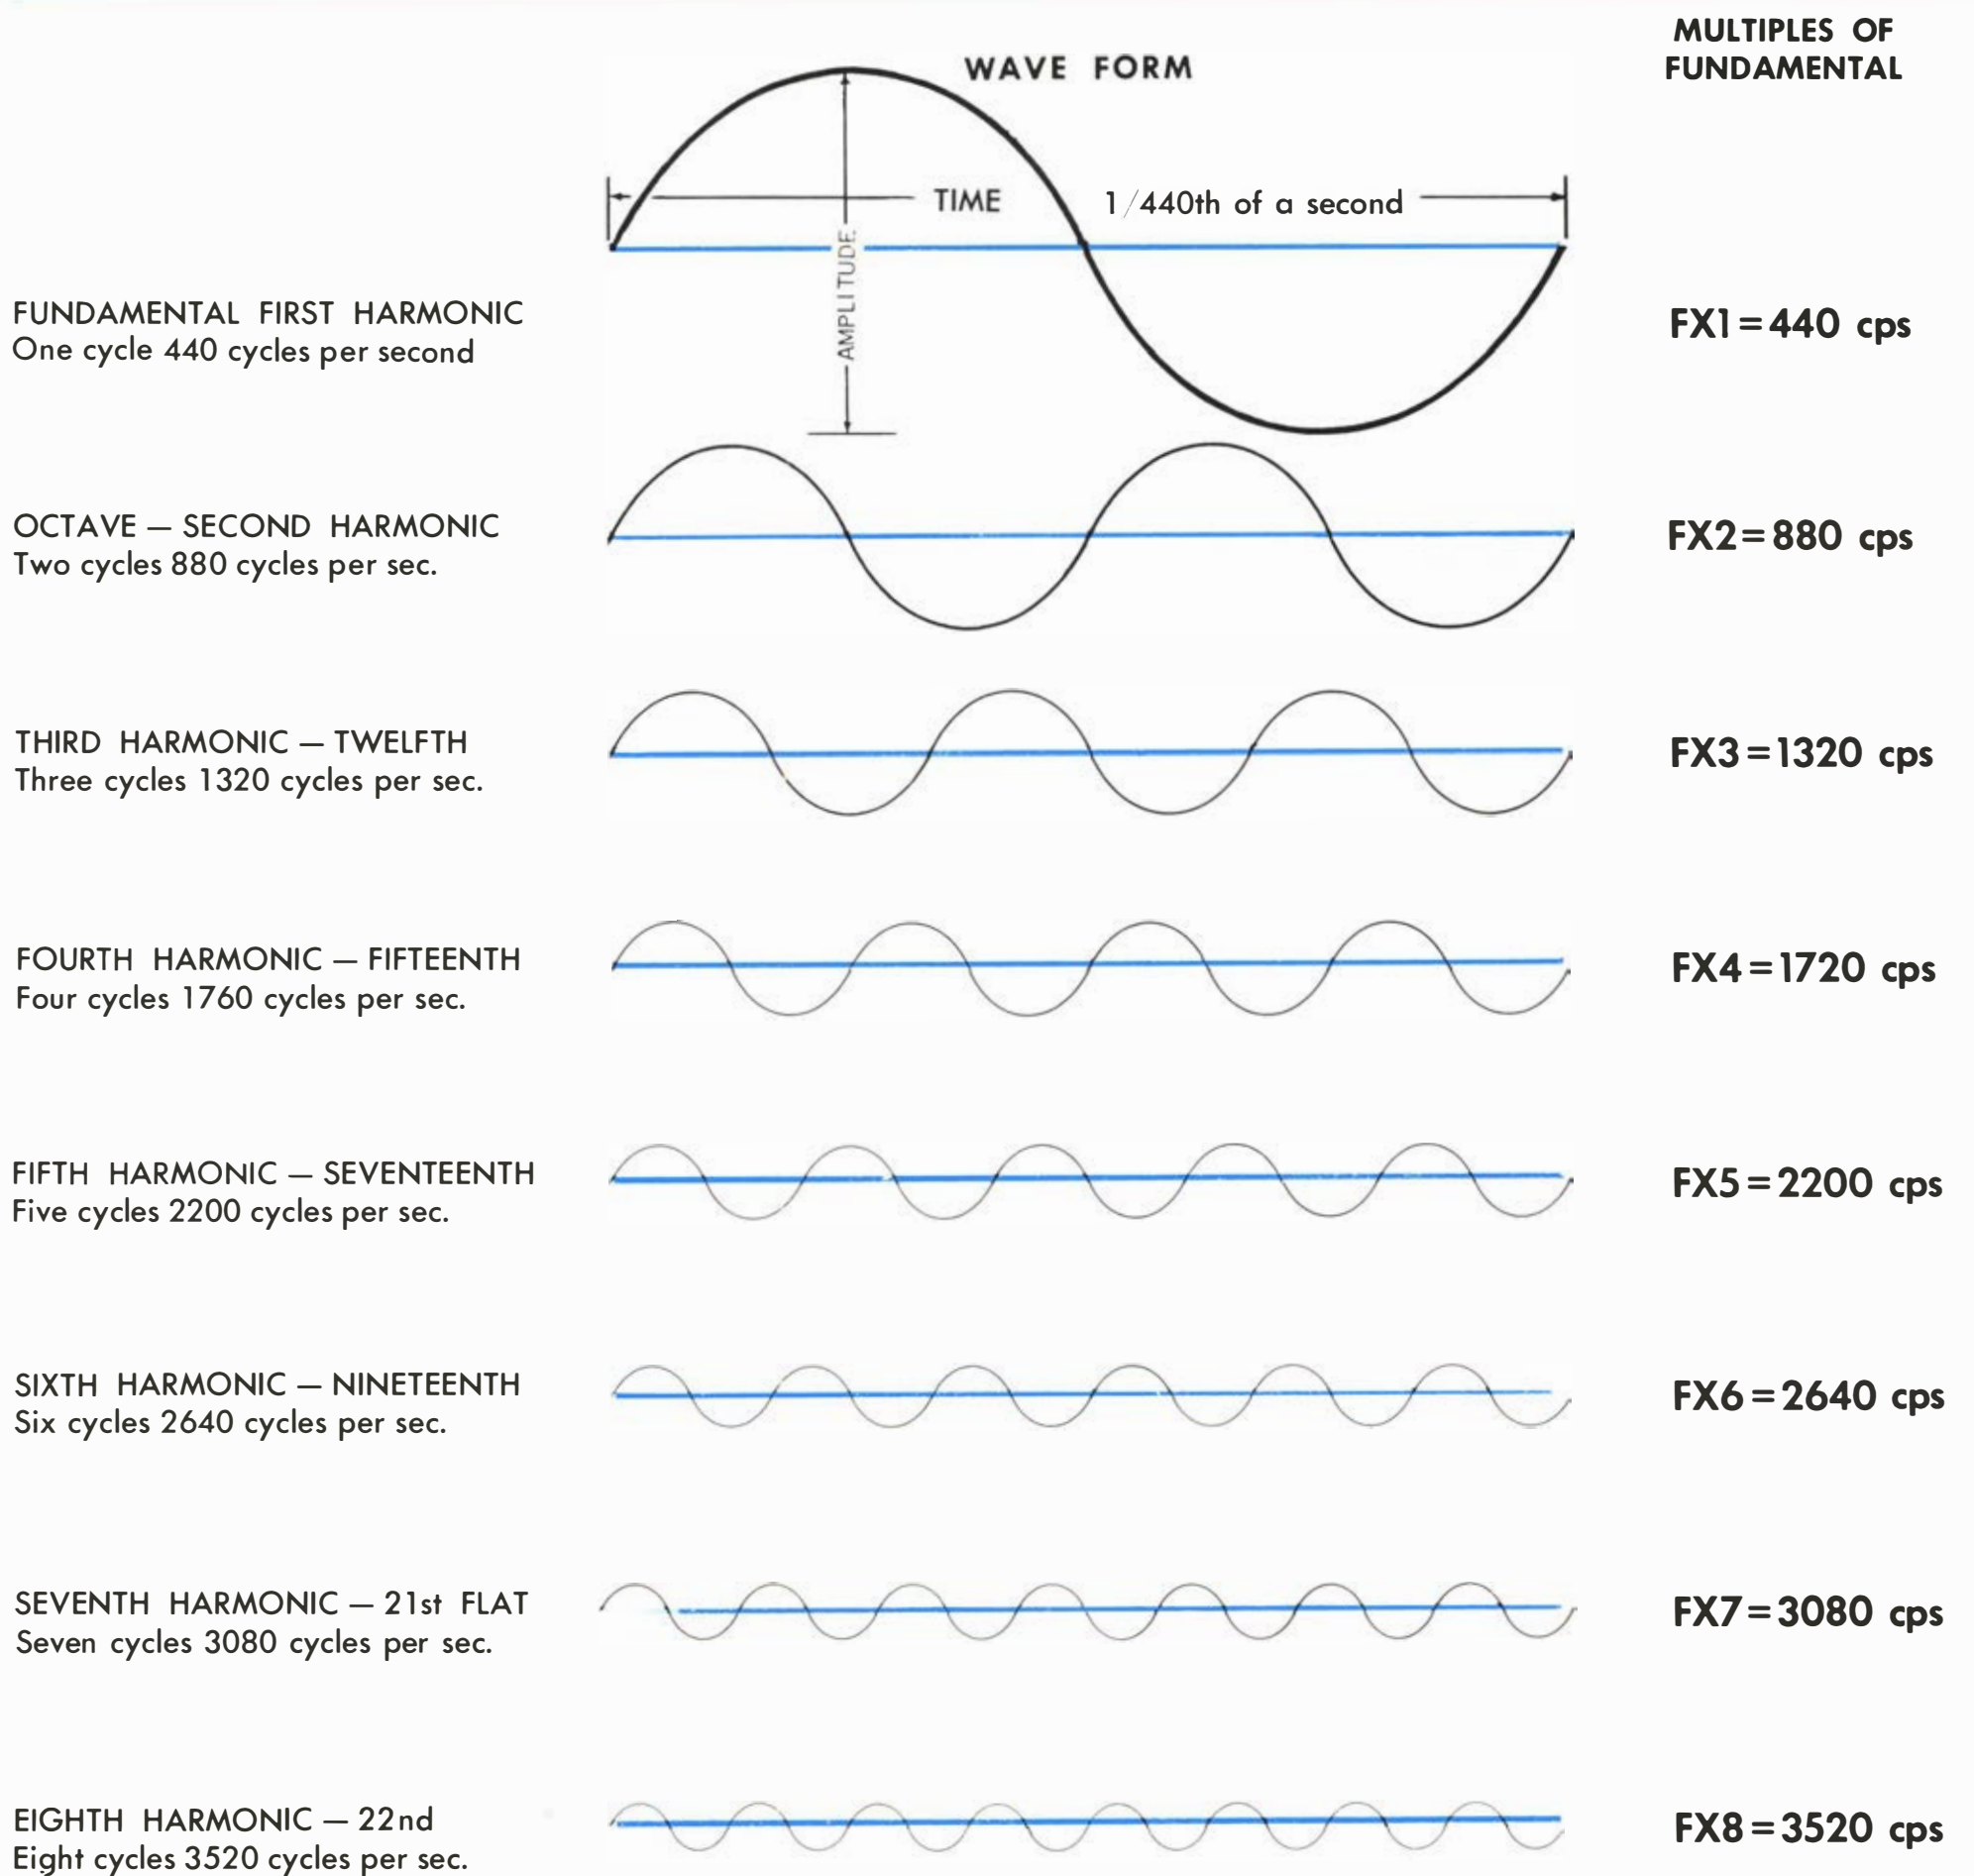 MULTIPLES OF
FUNDAMENTAL
WAVE FORM
TIME 1/440th of a second
AMPLITUDE
FUNDAMENTAL FIRST HARMONIC
One cycle 440 cycles per second
FX1=440 cps
OCTAVE — SECOND HARMONIC
Two cycles 880 cycles per sec.
FX2=880 cps
THIRD HARMONIC — TWELFTH
Three cycles 1320 cycles per sec.
FX3=1320 cps
FOURTH HARMONIC — FIFTEENTH
Four cycles 1760 cycles per sec.
FX4=1720 cps
FIFTH HARMONIC — SEVENTEENTH
Five cycles 2200 cycles per sec.
FX5=2200 cps
SIXTH HARMONIC — NINETEENTH
Six cycles 2640 cycles per sec.
FX6=2640 cps
SEVENTH HARMONIC — 21st FLAT
Seven cycles 3080 cycles per sec.
FX7=3080 cps
EIGHTH HARMONIC — 22nd
Eight cycles 3520 cycles per sec.
FX8=3520 cps